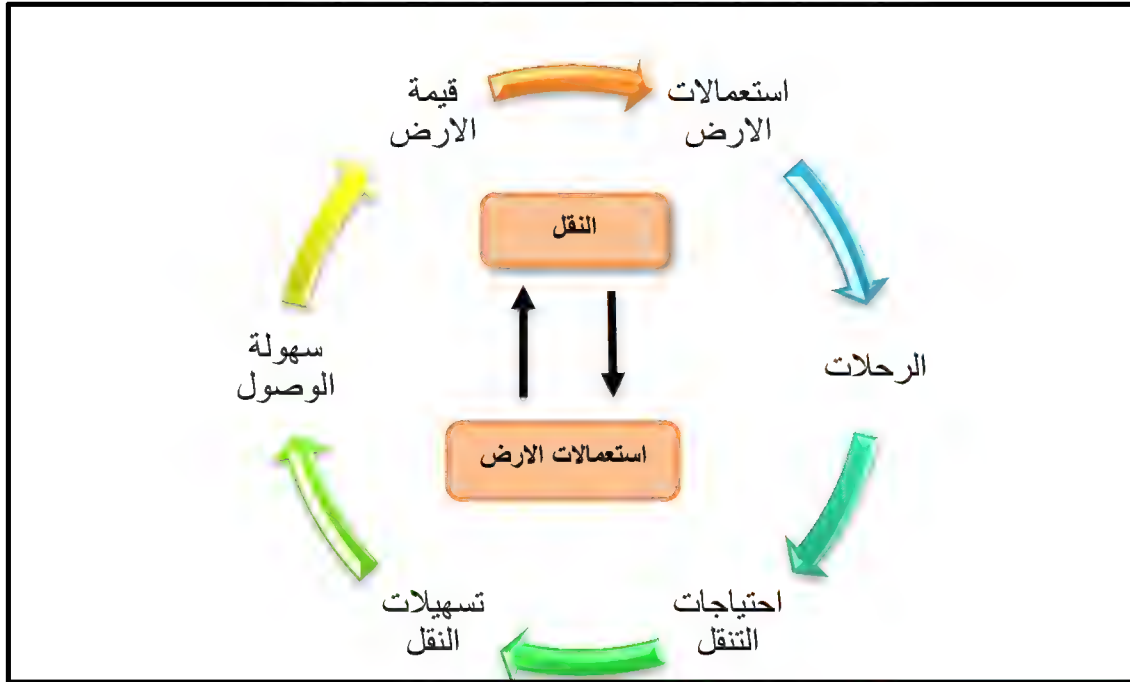 استعمالات
الارض
قيمة
الارض
النقل
الرحلات
سهولة
الوصول
استعمالات الارض
احتياجات
التنقل
تسهيلات
النقل